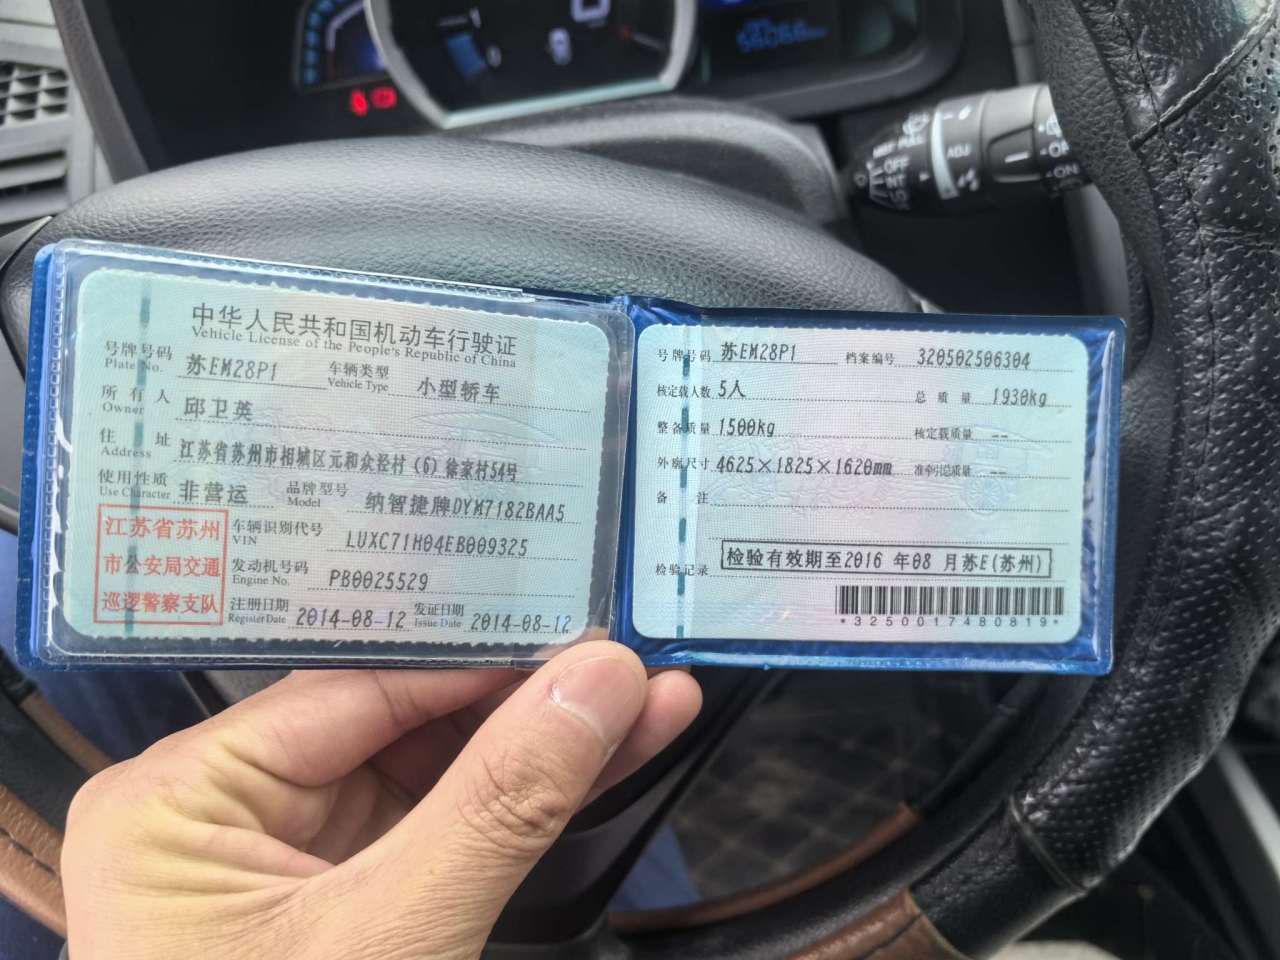 中华人民共和国机动车行驶证
Vehicle License of the People's Republic of China
号牌号码 苏EM28P1 车辆类型 小型轿车
Plate No. Vehicle Type
所有人 邱卫英
Owner
住址 江苏省苏州市相城区元和众泾村(6)徐家村54号
Address
使用性质 非营运 品牌型号 纳智捷牌DYM7182BAA5
Use Character Model
江苏省苏州
市公安局交通
巡逻警察支队
车辆识别代号 LUXC71H04EB009325
VIN
发动机号码 PB0025529
Engine No.
注册日期 2014-08-12 发证日期 2014-08-12
Register Date Issue Date
号牌号码 苏EM28P1 档案编号 320502506304
核定载人数 5人 总质量 1930kg
整备质量 1500kg 核定载质量 --
外廓尺寸 4625×1825×1620mm 准牵引总质量 --
备注
检验记录 检验有效期至2016 年08 月苏E(苏州)
*3250017480819*
OFF
INT
ADJ
ON